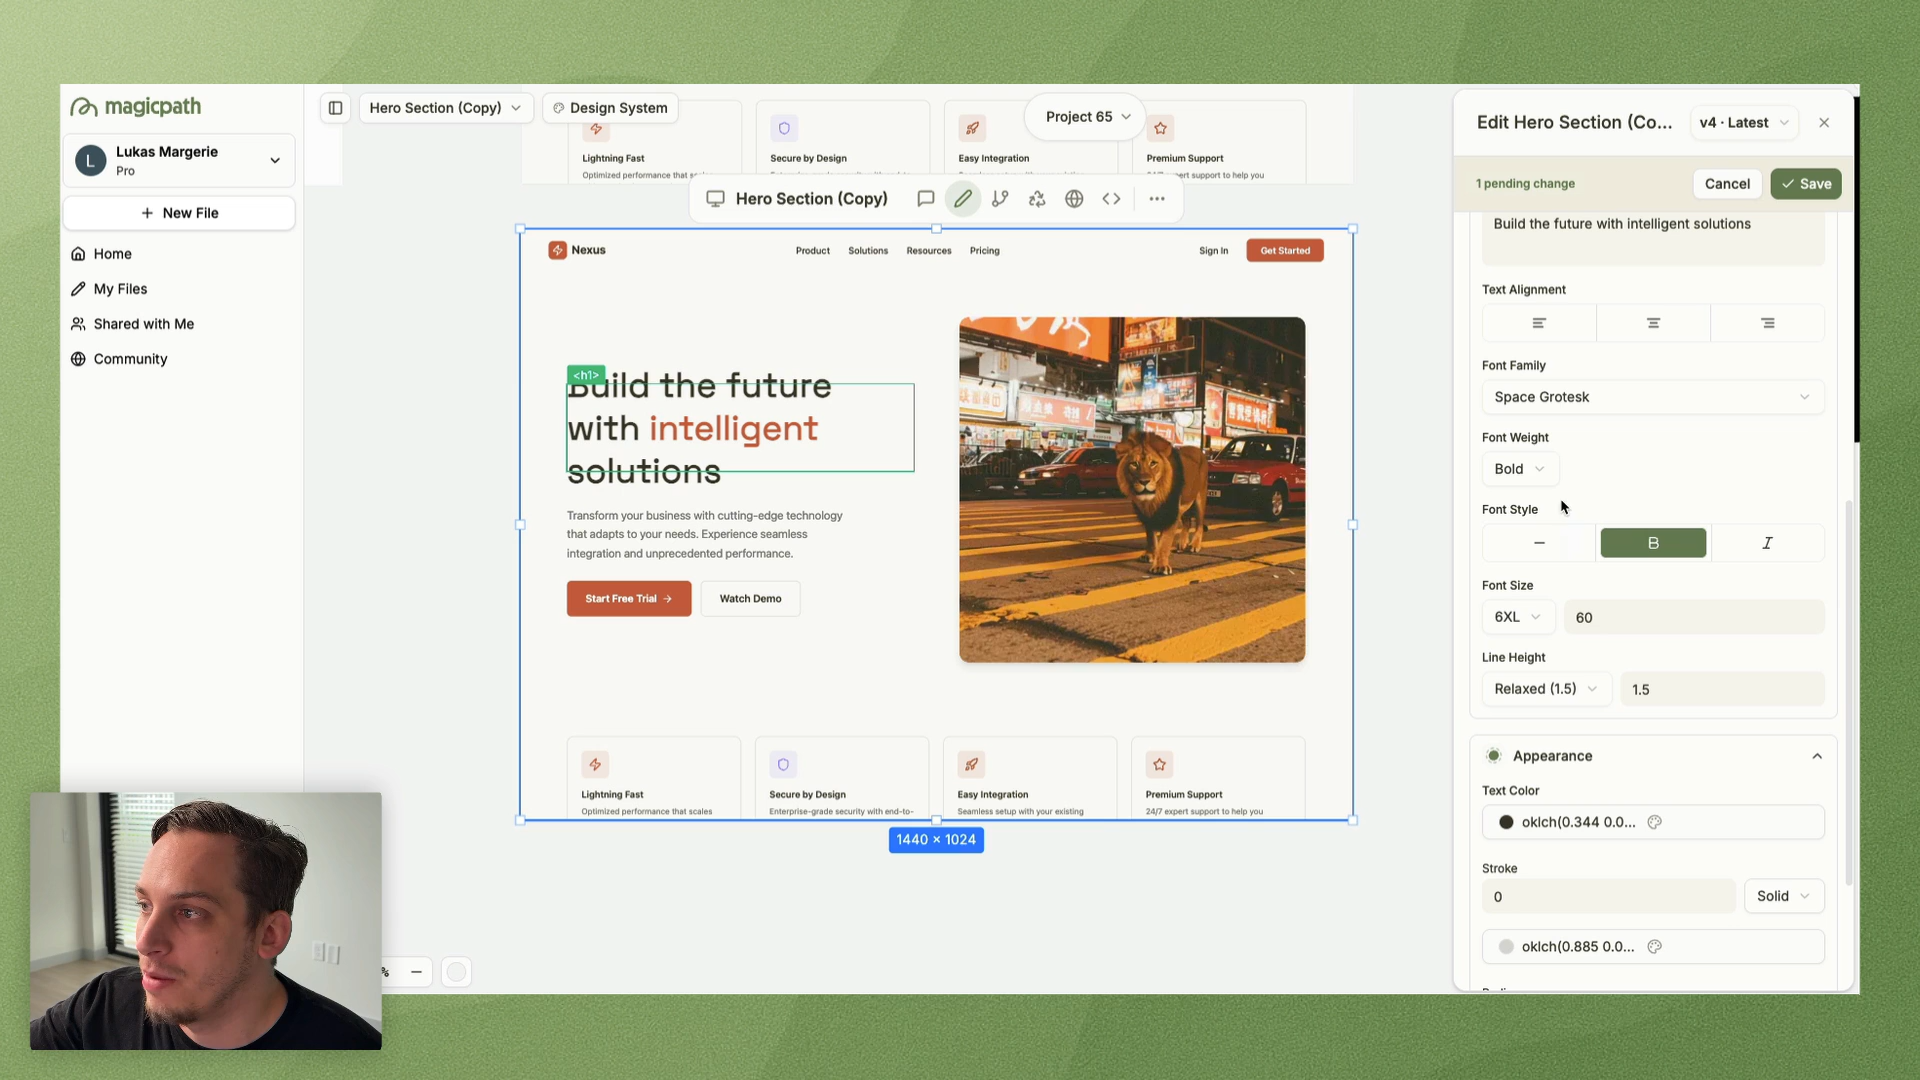 magicpath
L
Lukas Margerie
Pro
+ New File
Home
My Files
Shared with Me
Community
Hero Section (Copy)
Design System
Project 65
Lightning Fast
Secure by Design
Easy Integration
Premium Support
Optimized performance that
expert support to help you
Hero Section (Copy)
Nexus
Product
Solutions
Resources
Pricing
Sign In
Get Started
<h1>
Build the future
with intelligent
solutions
Transform your business with cutting-edge technology
that adapts to your needs. Experience seamless
integration and unprecedented performance.
Start Free Trial →
Watch Demo
Lightning Fast
Optimized performance that scales
Secure by Design
Enterprise-grade security with end-to-
Easy Integration
Seamless setup with your existing
Premium Support
24/7 expert support to help you
1440 × 1024
%
Edit Hero Section (Co...
v4 · Latest
1 pending change
Cancel
Save
Build the future with intelligent solutions
Text Alignment
Font Family
Space Grotesk
Font Weight
Bold
Font Style
B
I
Font Size
6XL
60
Line Height
Relaxed (1.5)
1.5
Appearance
Text Color
oklch(0.344 0.0...
Stroke
0
Solid
oklch(0.885 0.0...